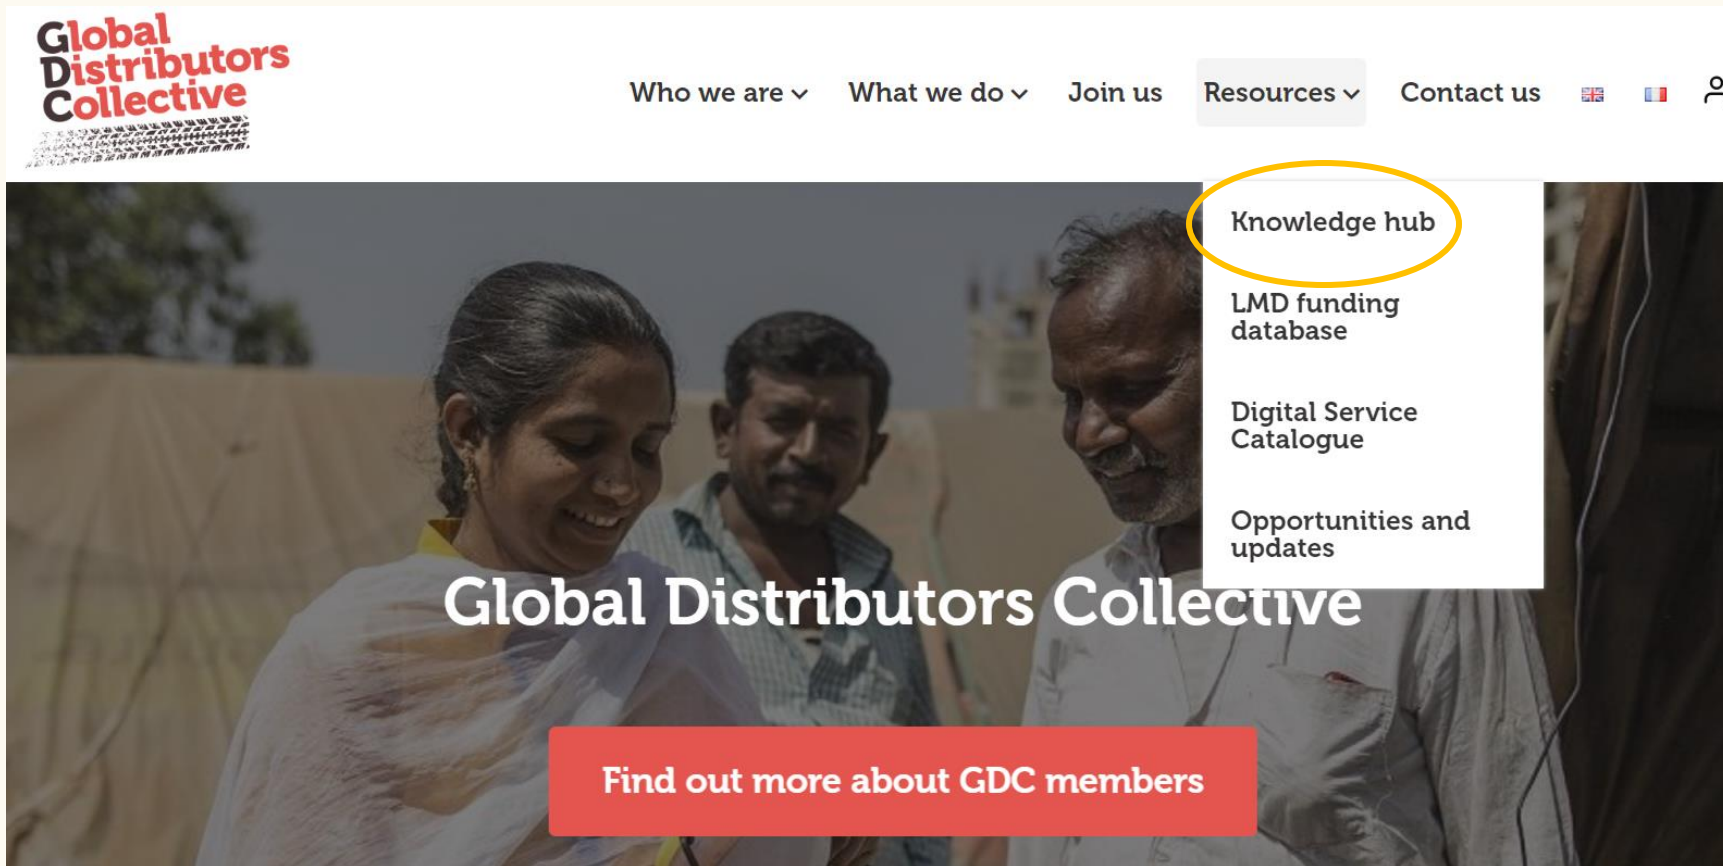 Global
Distributors
Collective
Who we are
What we do
Join us
Resources
Contact us
Knowledge hub
LMD funding
database
Digital Service
Catalogue
Opportunities and
updates
Global Distributors Collective
Find out more about GDC members